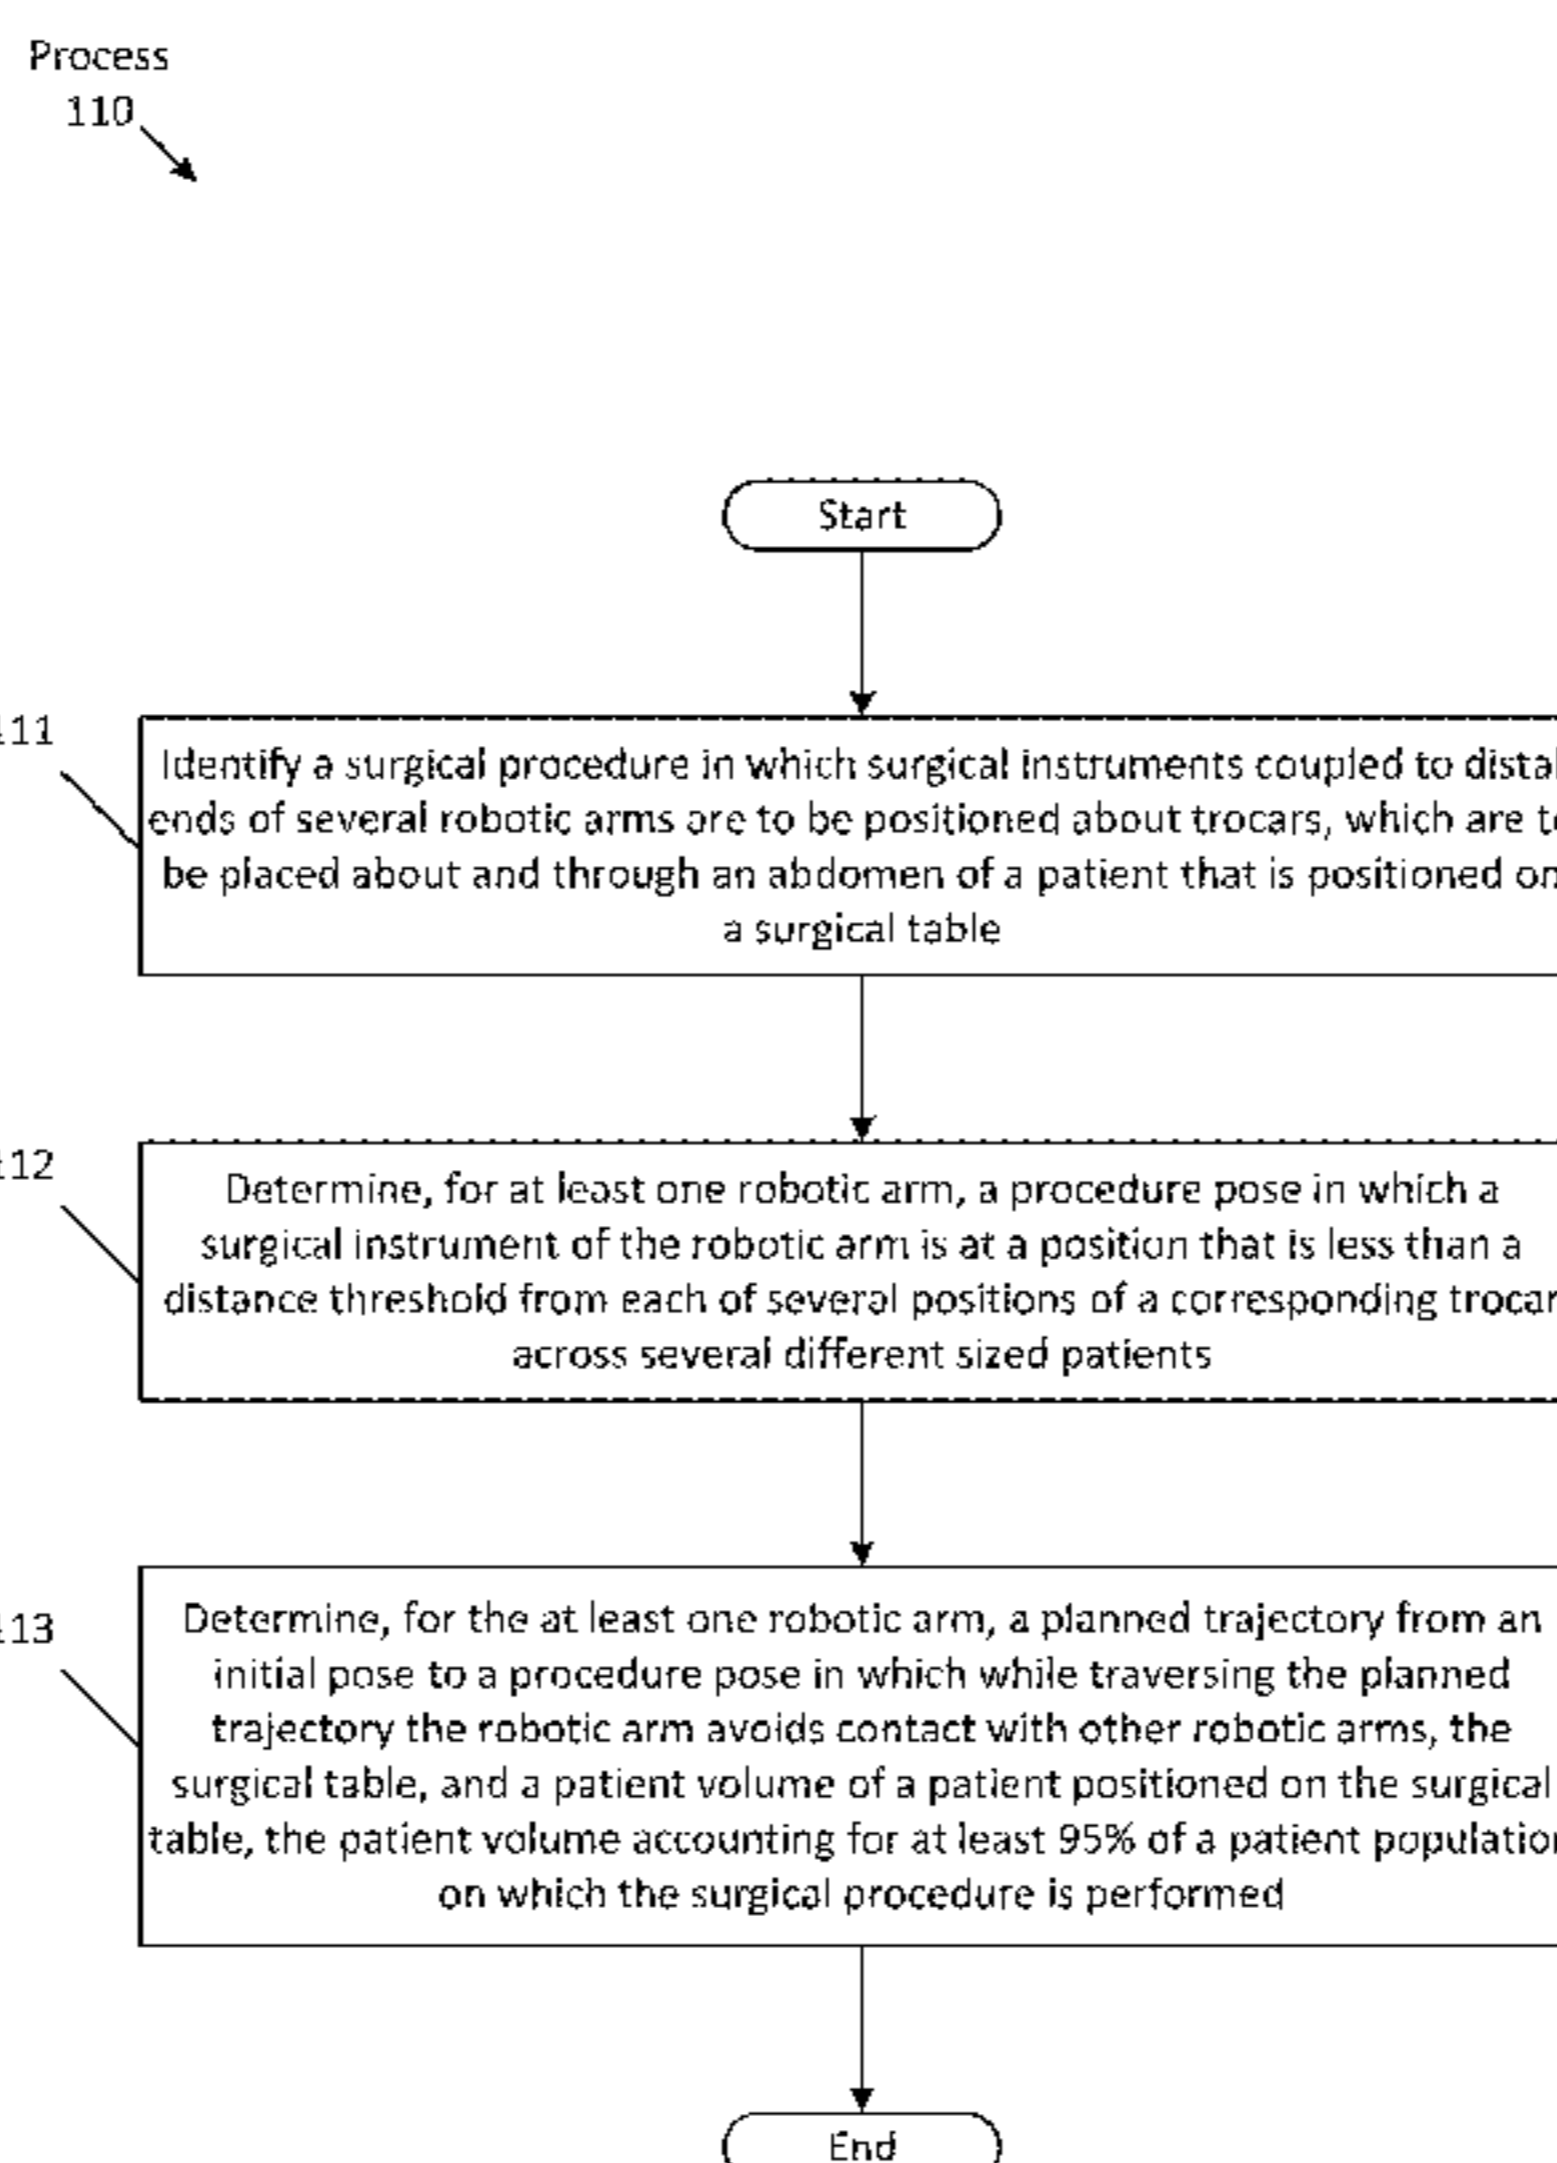 Process
110
Start
111
Identify a surgical procedure in which surgical instruments coupled to distal
ends of several robotic arms are to be positioned about trocars, which are to
be placed about and through an abdomen of a patient that is positioned on
a surgical table
112
Determine, for at least one robotic arm, a procedure pose in which a
surgical instrument of the robotic arm is at a position that is less than a
distance threshold from each of several positions of a corresponding trocar
across several different sized patients
113
Determine, for the at least one robotic arm, a planned trajectory from an
initial pose to a procedure pose in which while traversing the planned
trajectory the robotic arm avoids contact with other robotic arms, the
surgical table, and a patient volume of a patient positioned on the surgical
table, the patient volume accounting for at least 95% of a patient population
on which the surgical procedure is performed
End